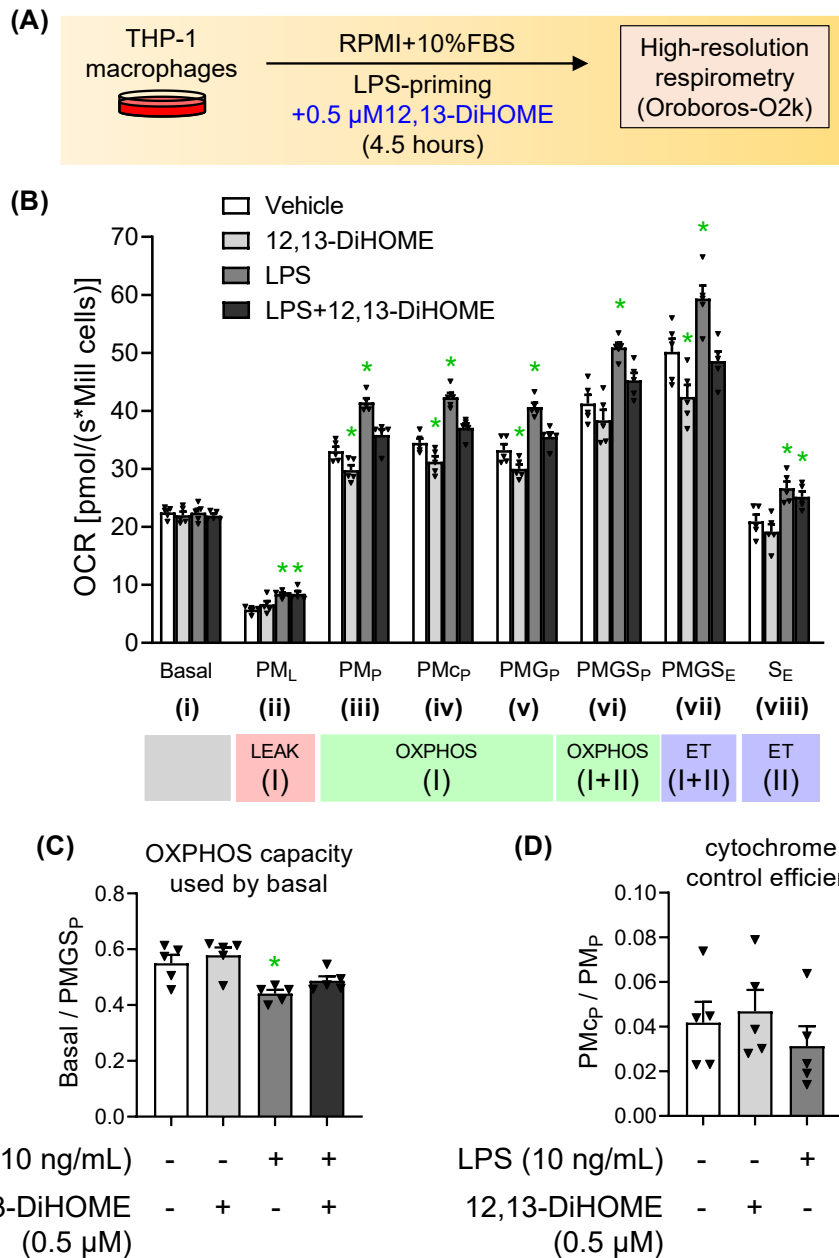 (A)
THP-1
macrophages
RPMI+10%FBS
LPS-priming
+0.5 µM12,13-DiHOME
(4.5 hours)
High-resolution
respirometry
(Oroboros-O2k)
(B)
Vehicle
12,13-DiHOME
LPS
LPS+12,13-DiHOME
OCR [pmol/(s*Mill cells)]
70
60
50
40
30
20
10
0
* * * * * * * * * * * * *
Basal PM_L PM_P PMc_P PMG_P PMGS_P PMGS_E S_E
(i) (ii) (iii) (iv) (v) (vi) (vii) (viii)
LEAK OXPHOS OXPHOS ET ET
(I) (I) (I+II) (I+II) (II)
(C)
OXPHOS capacity
used by basal
Basal / PMGS_P
0.8
0.6
0.4
0.2
0.0
*
10 ng/mL) - - + +
-DiHOME - + - +
(0.5 µM)
(D)
cytochrome
control
PMc_P / PM_P
0.10
0.08
0.06
0.04
0.02
0.00
LPS (10 ng/mL) - - +
12,13-DiHOME - + -
(0.5 µM)